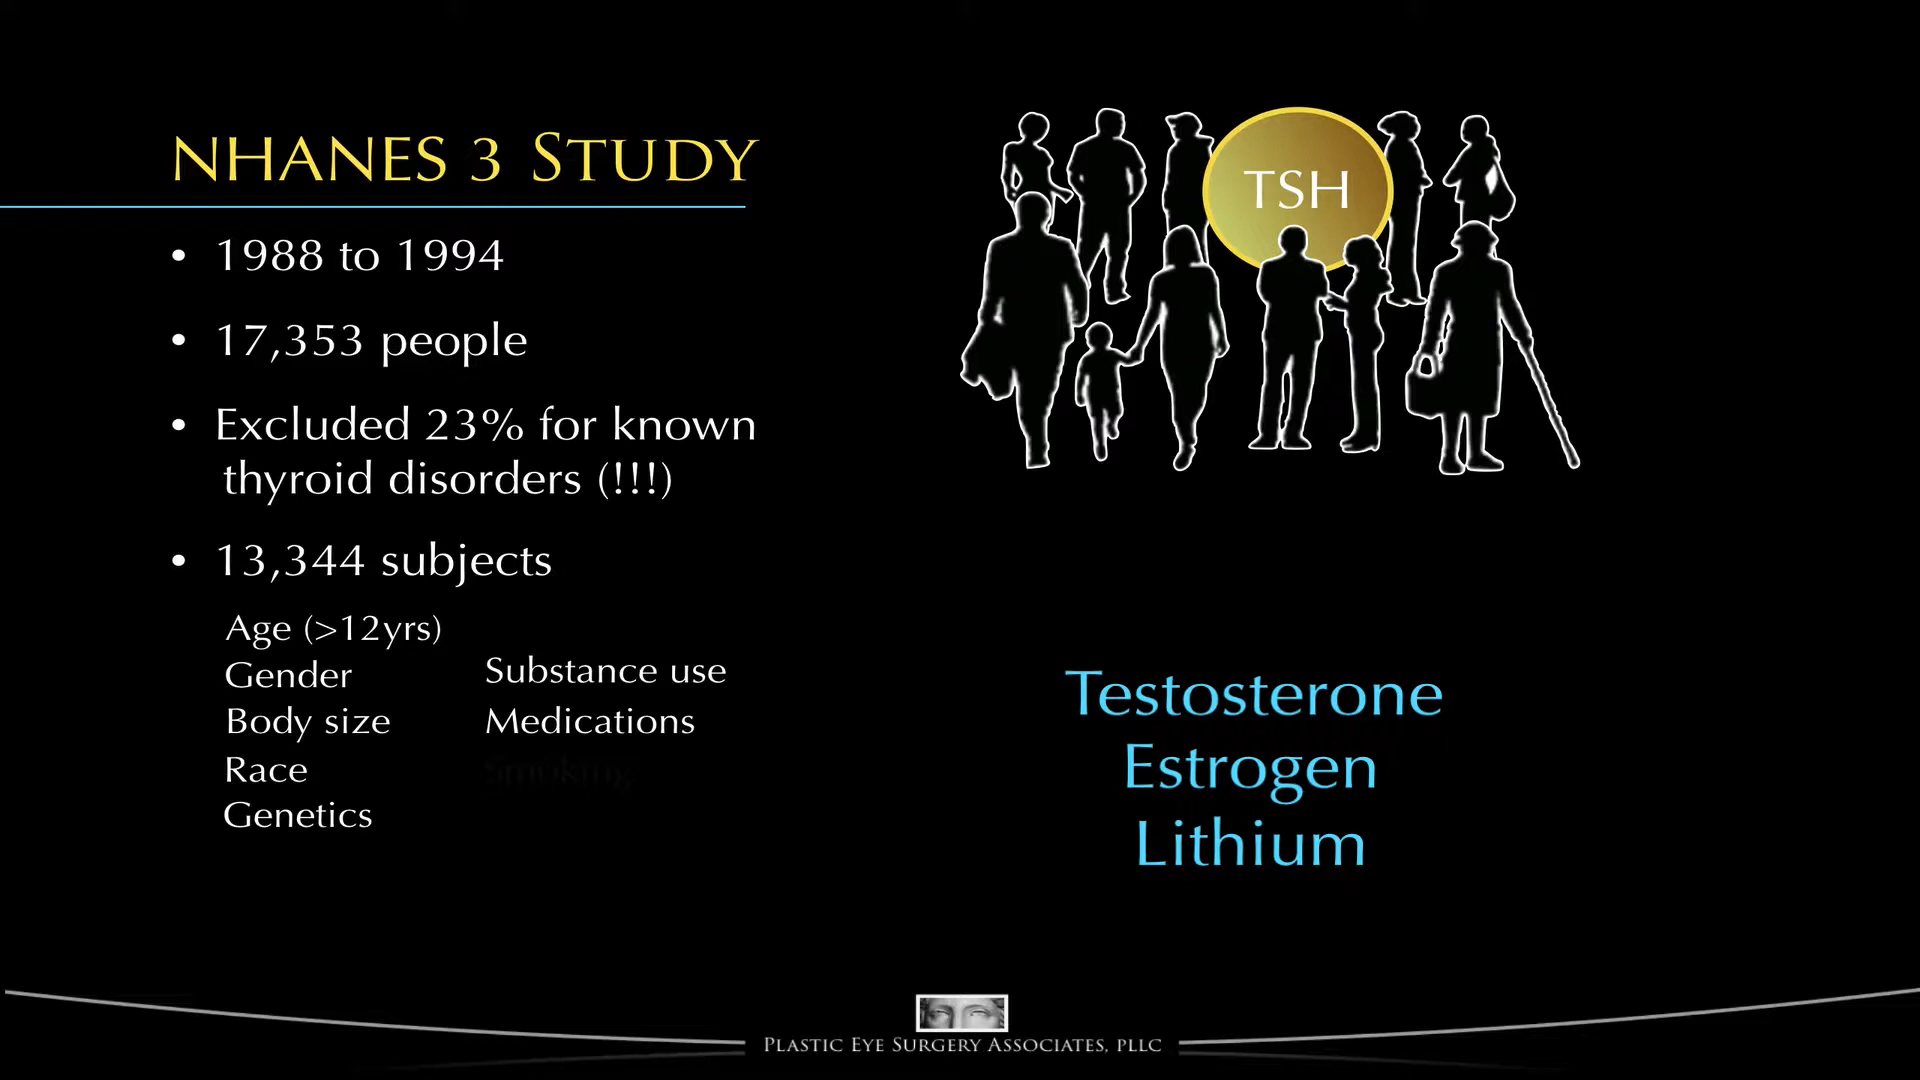 NHANES 3 STUDY
• 1988 to 1994
• 17,353 people
• Excluded 23% for known
thyroid disorders (!!!)
• 13,344 subjects
Age (>12yrs)
Gender
Body size
Race
Genetics
Substance use
Medications
Smoking
TSH
Testosterone
Estrogen
Lithium
PLASTIC EYE SURGERY ASSOCIATES, PLLC